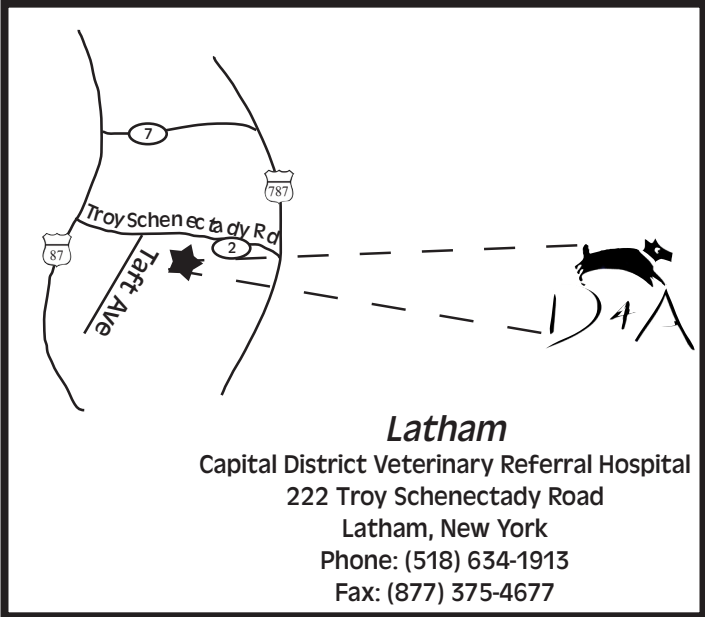 7
787
Troy Schenectady Rd
2
87
Taft Ave
D4A
Latham
Capital District Veterinary Referral Hospital
222 Troy Schenectady Road
Latham, New York
Phone: (518) 634-1913
Fax: (877) 375-4677